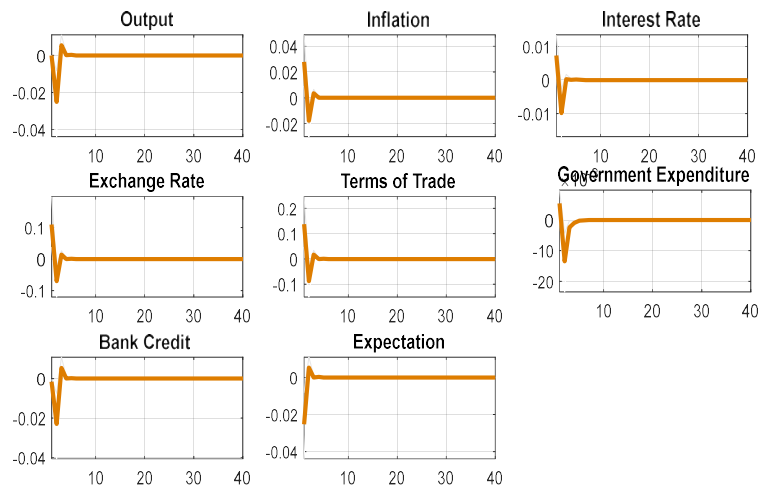 Output
Inflation
Interest Rate
0
-0.02
-0.04
10 20 30 40
0.04
0.02
0
-0.02
10 20 30 40
0.01
0
-0.01
10 20 30 40
Exchange Rate
Terms of Trade
Government Expenditure
0.1
0
-0.1
10 20 30 40
0.2
0.1
0
-0.1
10 20 30 40
0
-10
-20
10 20 30 40
Bank Credit
Expectation
0
-0.02
-0.04
10 20 30 40
0
-0.02
-0.04
10 20 30 40